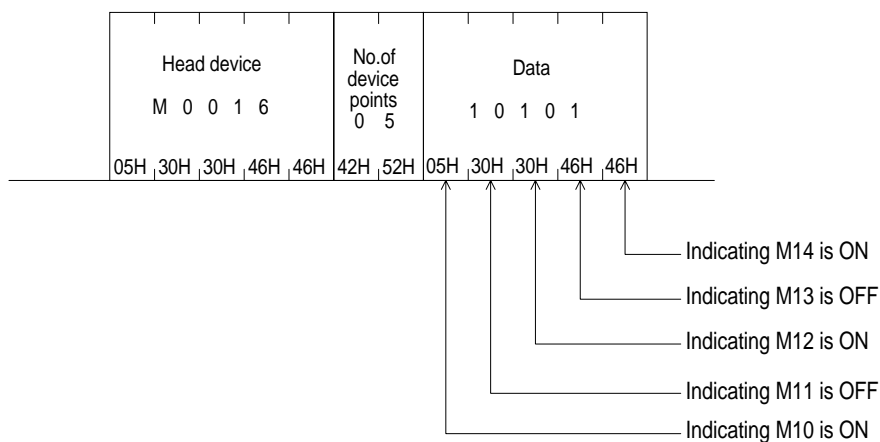 Head device
M 0 0 1 6
05H 30H 30H 46H 46H
No.of
device
points
0 5
42H 52H
Data
1 0 1 0 1
05H 30H 30H 46H 46H
Indicating M14 is ON
Indicating M13 is OFF
Indicating M12 is ON
Indicating M11 is OFF
Indicating M10 is ON